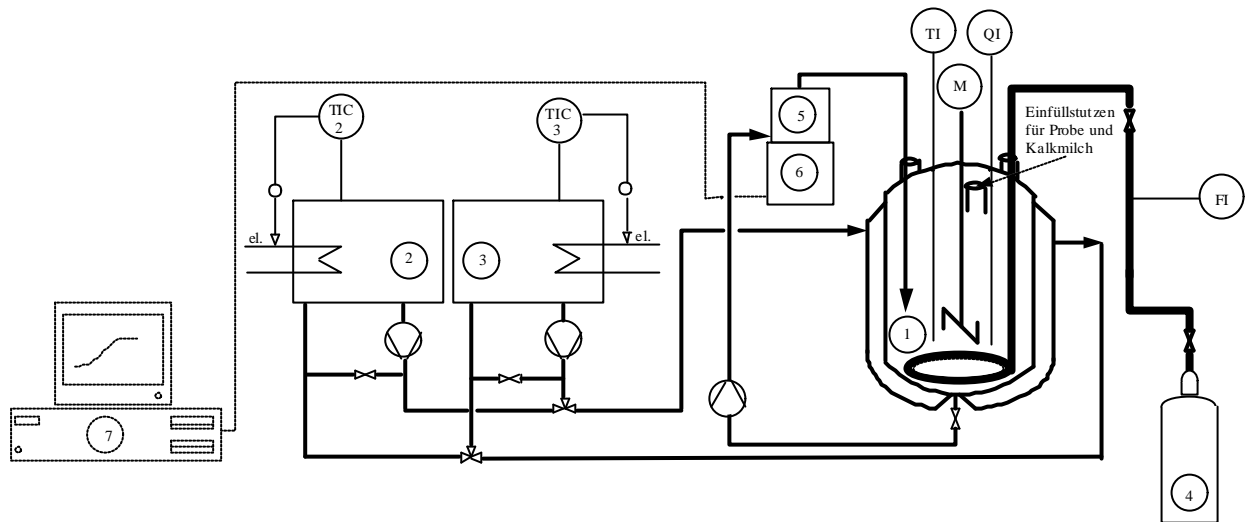 TI
QI
M
TIC
2
TIC
3
5
Einfüllstutzen
für Probe und
Kalkmilch
6
FI
el.
el.
2
3
1
7
4